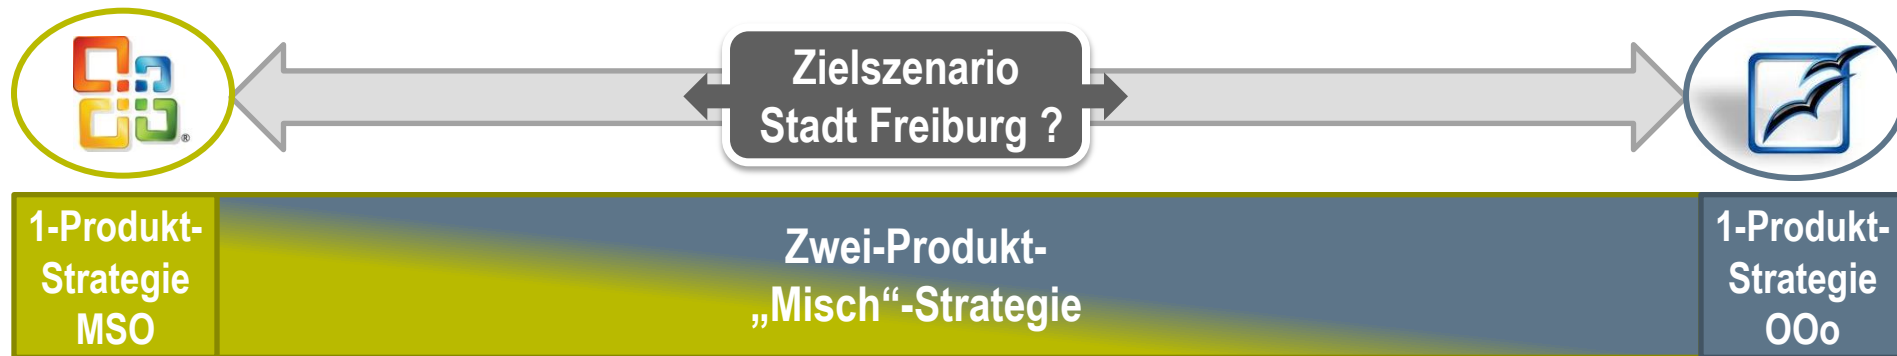 Zielszenario
Stadt Freiburg ?
1-Produkt-
Strategie
MSO
Zwei-Produkt-
„Misch“-Strategie
1-Produkt-
Strategie
OOo